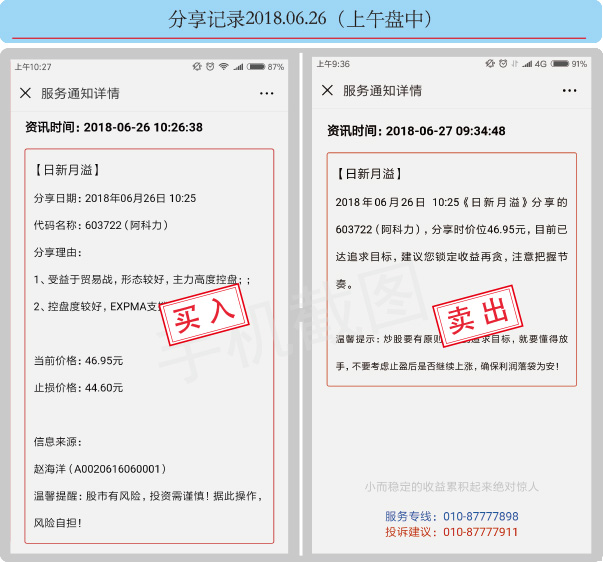 分享记录2018.06.26（上午盘中）
上午10:27
87%
服务通知详情
资讯时间: 2018-06-26 10:26:38
【日新月溢】
分享日期: 2018年06月26日 10:25
代码名称: 603722 (阿科力)
分享理由:
1、受益于贸易战, 形态较好, 主力高度控盘; ;
2、控盘度较好, EXPMA支
买入
当前价格: 46.95元
止损价格: 44.60元
信息来源:
赵海洋 (A0020616060001)
温馨提醒: 股市有风险, 投资需谨慎! 据此操作,
风险自担!
上午9:36
4G 91%
服务通知详情
资讯时间: 2018-06-27 09:34:48
【日新月溢】
2018年06月26日 10:25《日新月溢》分享的
603722 (阿科力) , 分享时价位46.95元, 目前已
达追求目标, 建议您锁定收益再贪, 注意把握节
奏。
卖出
温馨提示: 炒股要有原则 追求目标, 就要懂得放
手, 不要考虑止盈后是否继续上涨, 确保利润落袋为安!
小而稳定的收益累积起来绝对惊人
服务专线: 010-87777898
投诉建议: 010-87777911
手机截图